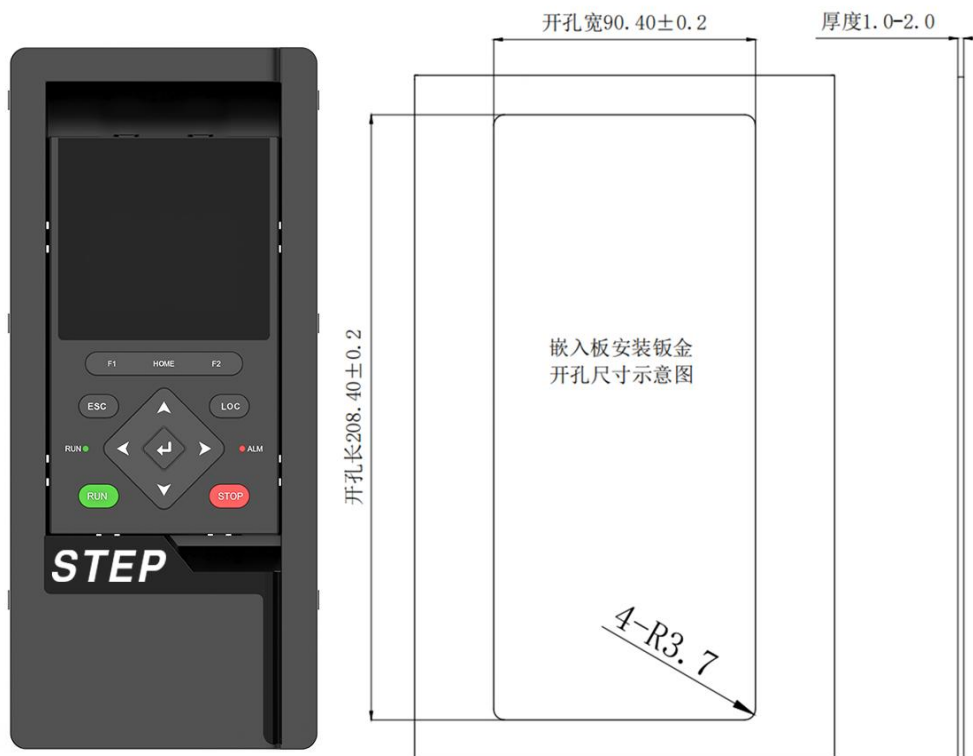 F1 HOME F2
ESC LOC
RUN ALM
RUN STOP
STEP
开孔宽90.40±0.2
厚度1.0-2.0
开孔长208.40±0.2
嵌入板安装钣金
开孔尺寸示意图
4-R3.7